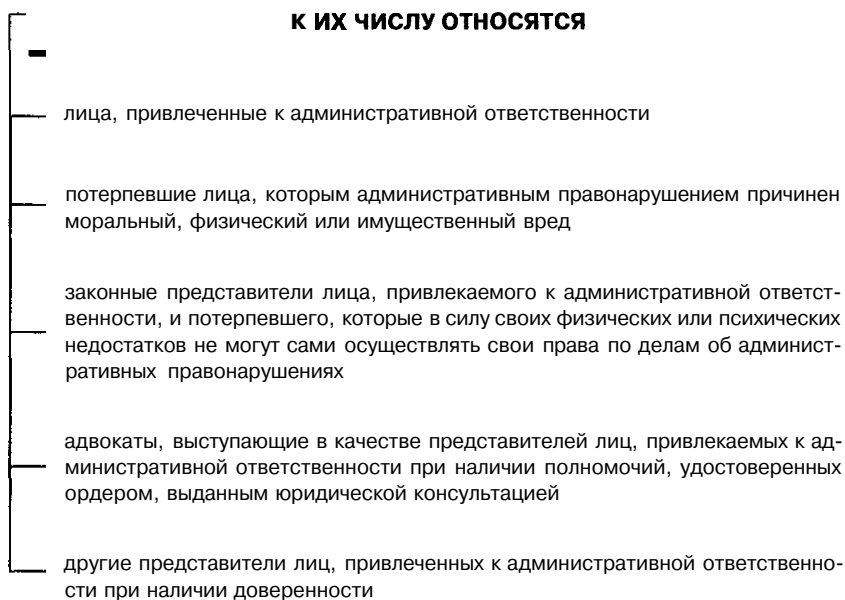 К ИХ ЧИСЛУ ОТНОСЯТСЯ
лица, привлеченные к административной ответственности
потерпевшие лица, которым административным правонарушением причинен
моральный, физический или имущественный вред
законные представители лица, привлекаемого к административной ответст-
венности, и потерпевшего, которые в силу своих физических или психических
недостатков не могут сами осуществлять свои права по делам об админист-
ративных правонарушениях
адвокаты, выступающие в качестве представителей лиц, привлекаемых к ад-
министративной ответственности при наличии полномочий, удостоверенных
ордером, выданным юридической консультацией
другие представители лиц, привлеченных к административной ответственно-
сти при наличии доверенности